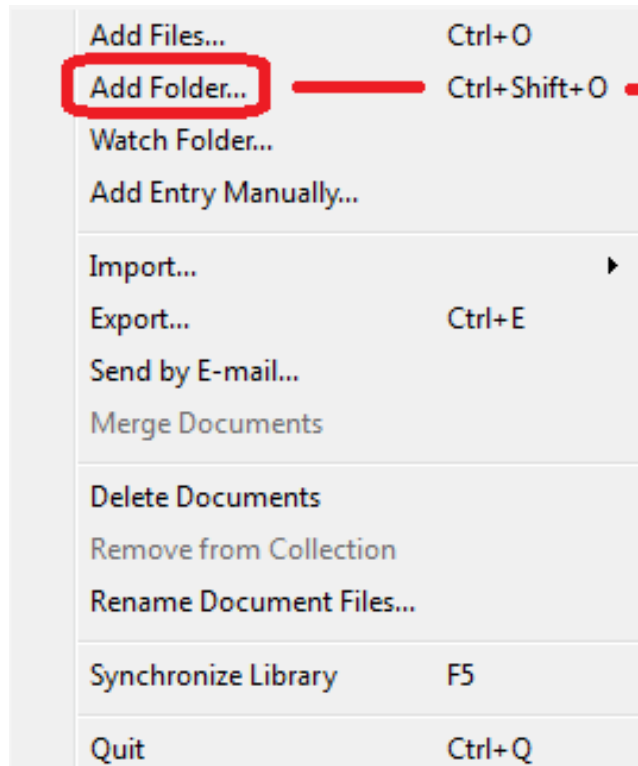 Add Files... Ctrl+O
Add Folder... Ctrl+Shift+O
Watch Folder...
Add Entry Manually...
Import...
Export... Ctrl+E
Send by E-mail...
Merge Documents
Delete Documents
Remove from Collection
Rename Document Files...
Synchronize Library F5
Quit Ctrl+Q